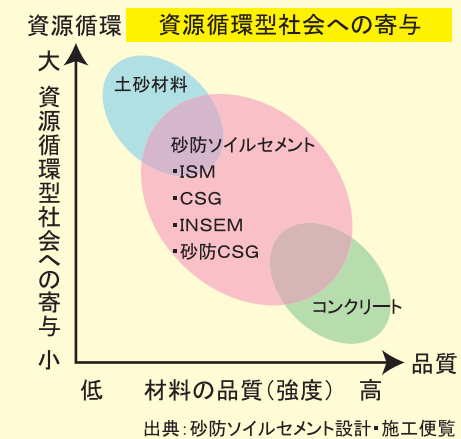 資源循環
資源循環型社会への寄与
大
資源循環型社会への寄与
小
土砂材料
砂防ソイルセメント
・ISM
・CSG
・INSEM
・砂防CSG
コンクリート
品質
低 材料の品質(強度) 高
出典:砂防ソイルセメント設計・施工便覧